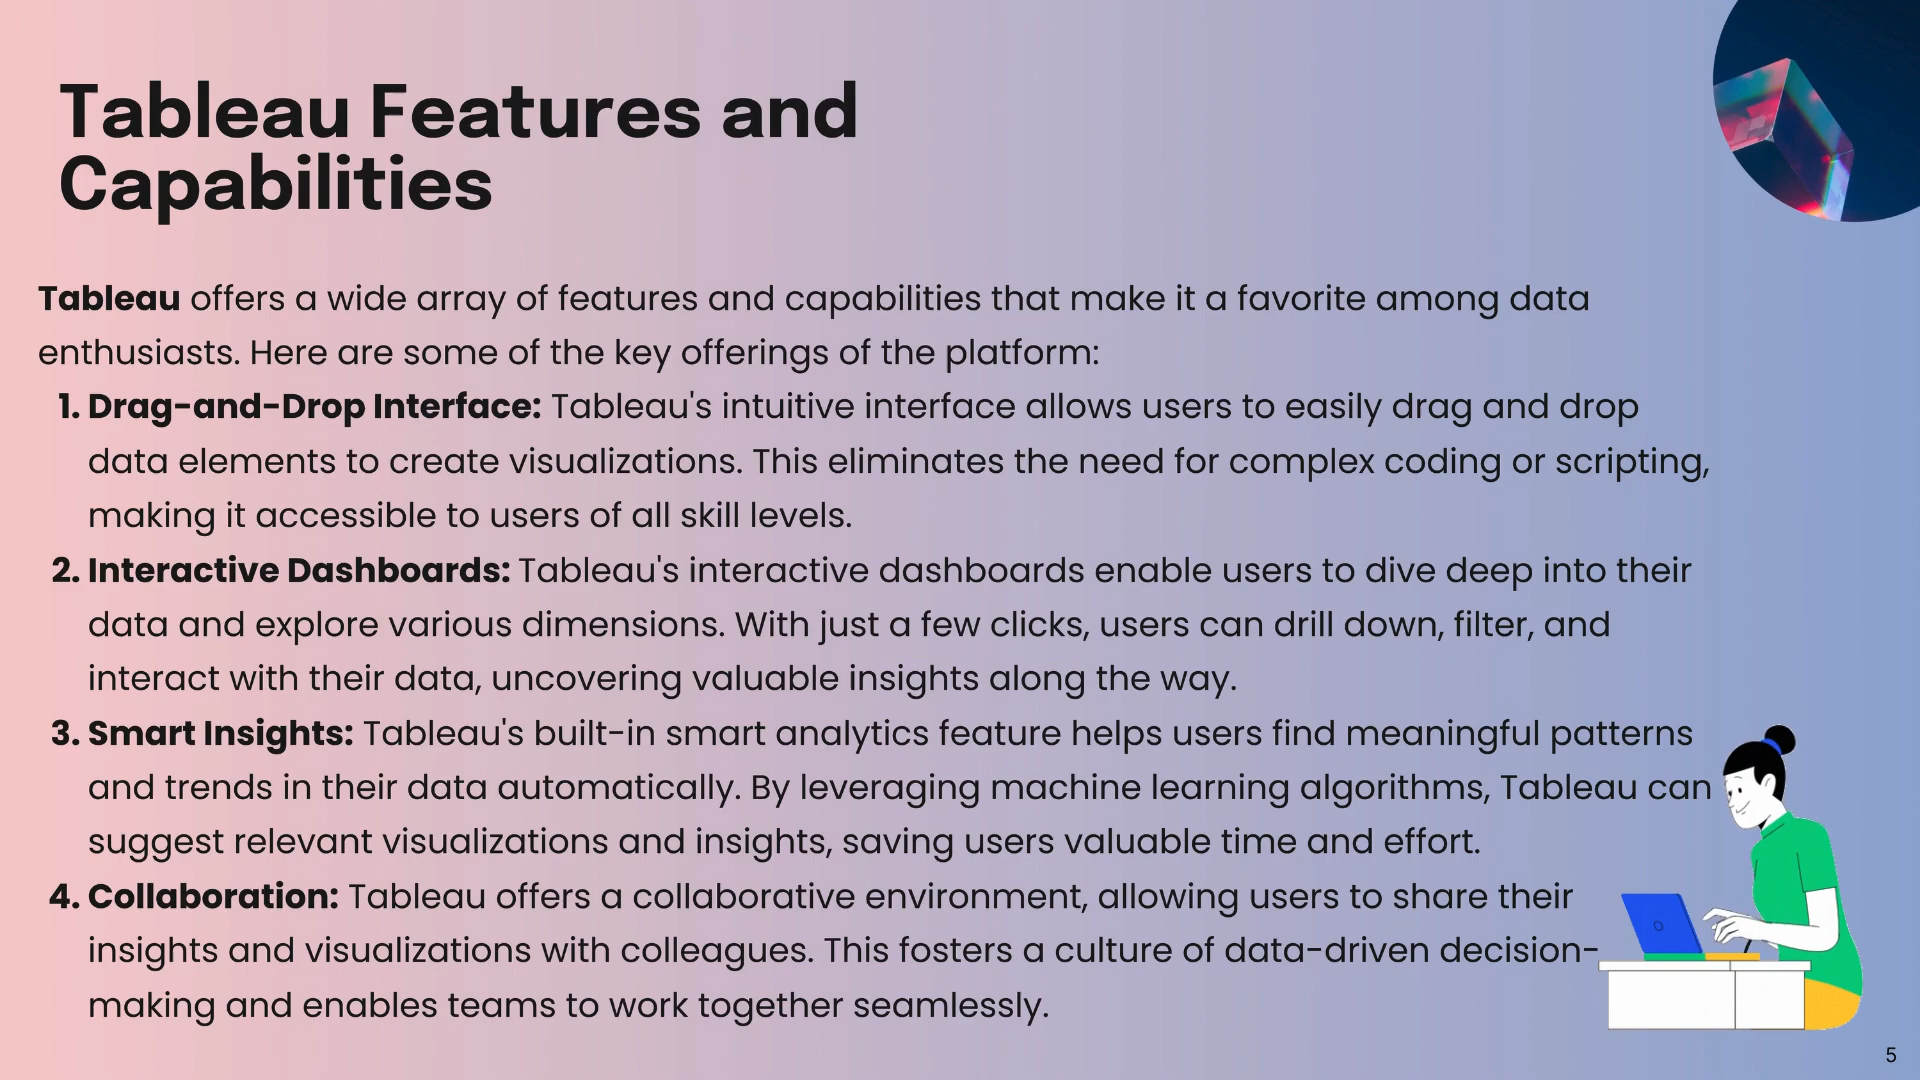 Tableau Features and
Capabilities
Tableau offers a wide array of features and capabilities that make it a favorite among data
enthusiasts. Here are some of the key offerings of the platform:
1. Drag-and-Drop Interface: Tableau's intuitive interface allows users to easily drag and drop
data elements to create visualizations. This eliminates the need for complex coding or scripting,
making it accessible to users of all skill levels.
2. Interactive Dashboards: Tableau's interactive dashboards enable users to dive deep into their
data and explore various dimensions. With just a few clicks, users can drill down, filter, and
interact with their data, uncovering valuable insights along the way.
3. Smart Insights: Tableau's built-in smart analytics feature helps users find meaningful patterns
and trends in their data automatically. By leveraging machine learning algorithms, Tableau can
suggest relevant visualizations and insights, saving users valuable time and effort.
4. Collaboration: Tableau offers a collaborative environment, allowing users to share their
insights and visualizations with colleagues. This fosters a culture of data-driven decision-
making and enables teams to work together seamlessly.
5